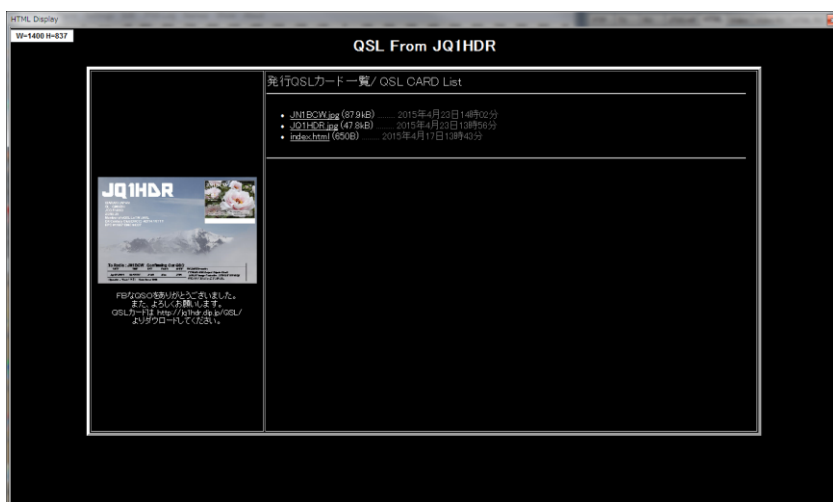 HTML Display
W=1400 H=837
QSL From JQ1HDR
発行QSLカード一覧/ QSL CARD List
JN1BCW.jpg (87.9kB) ........ 2015年4月23日14時02分
JQ1HDR.jpg (47.8kB) ........ 2015年4月23日13時56分
index.html (650B) ........ 2015年4月17日13時43分
JQ1HDR
FBなQSOをありがとうございました。
また、よろしくお願いします。
QSLカードは http://jq1hdr.dip.jp/QSL/
よりダウロードしてください。